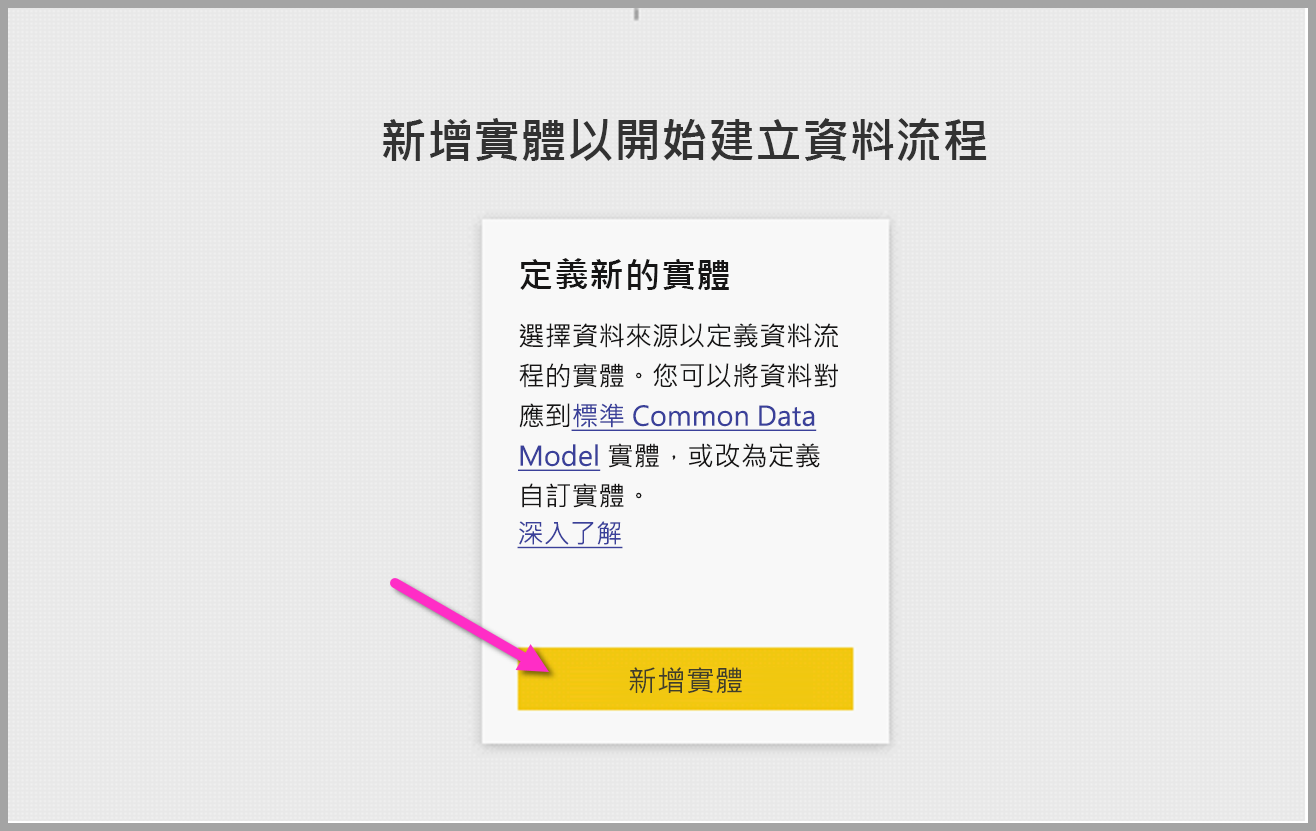 新增實體以開始建立資料流程
定義新的實體
選擇資料來源以定義資料流
程的實體。您可以將資料對
應到標準 Common Data
Model 實體，或改為定義
自訂實體。
深入了解
新增實體